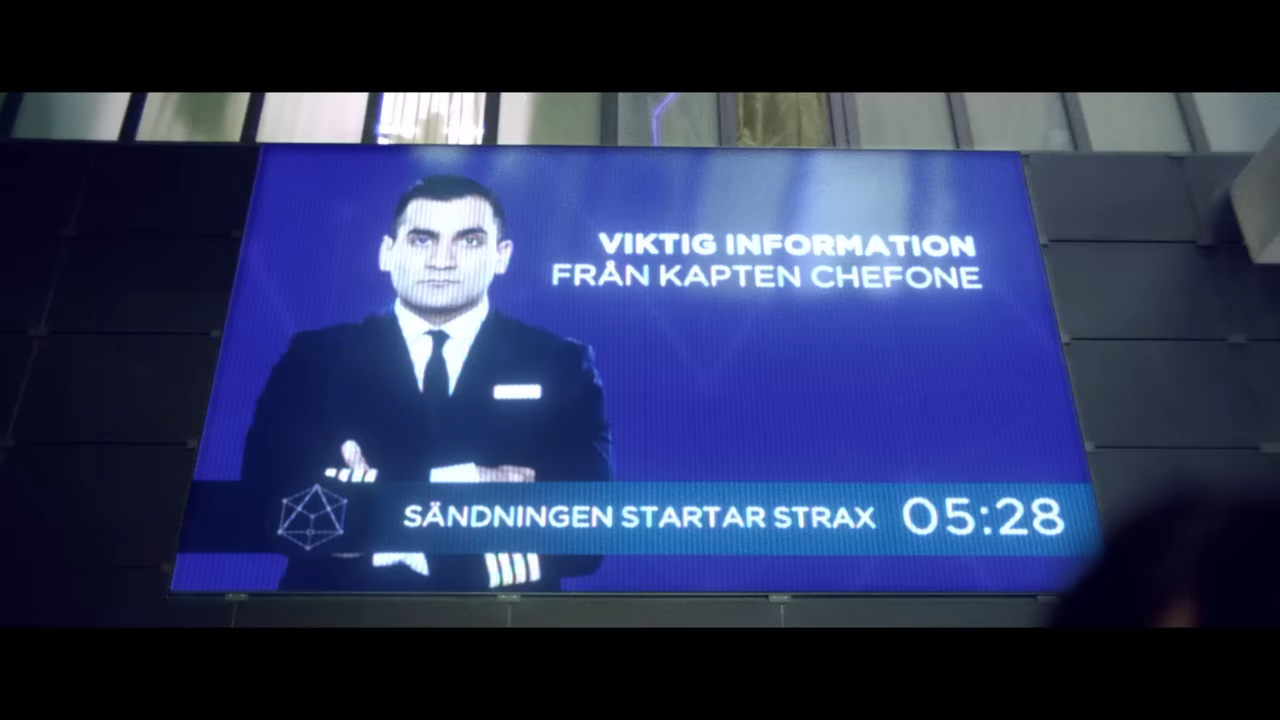 VIKTIG INFORMATION
FRÅN KAPTEN CHEFONE
SÄNDNINGEN STARTAR STRAX 05:28